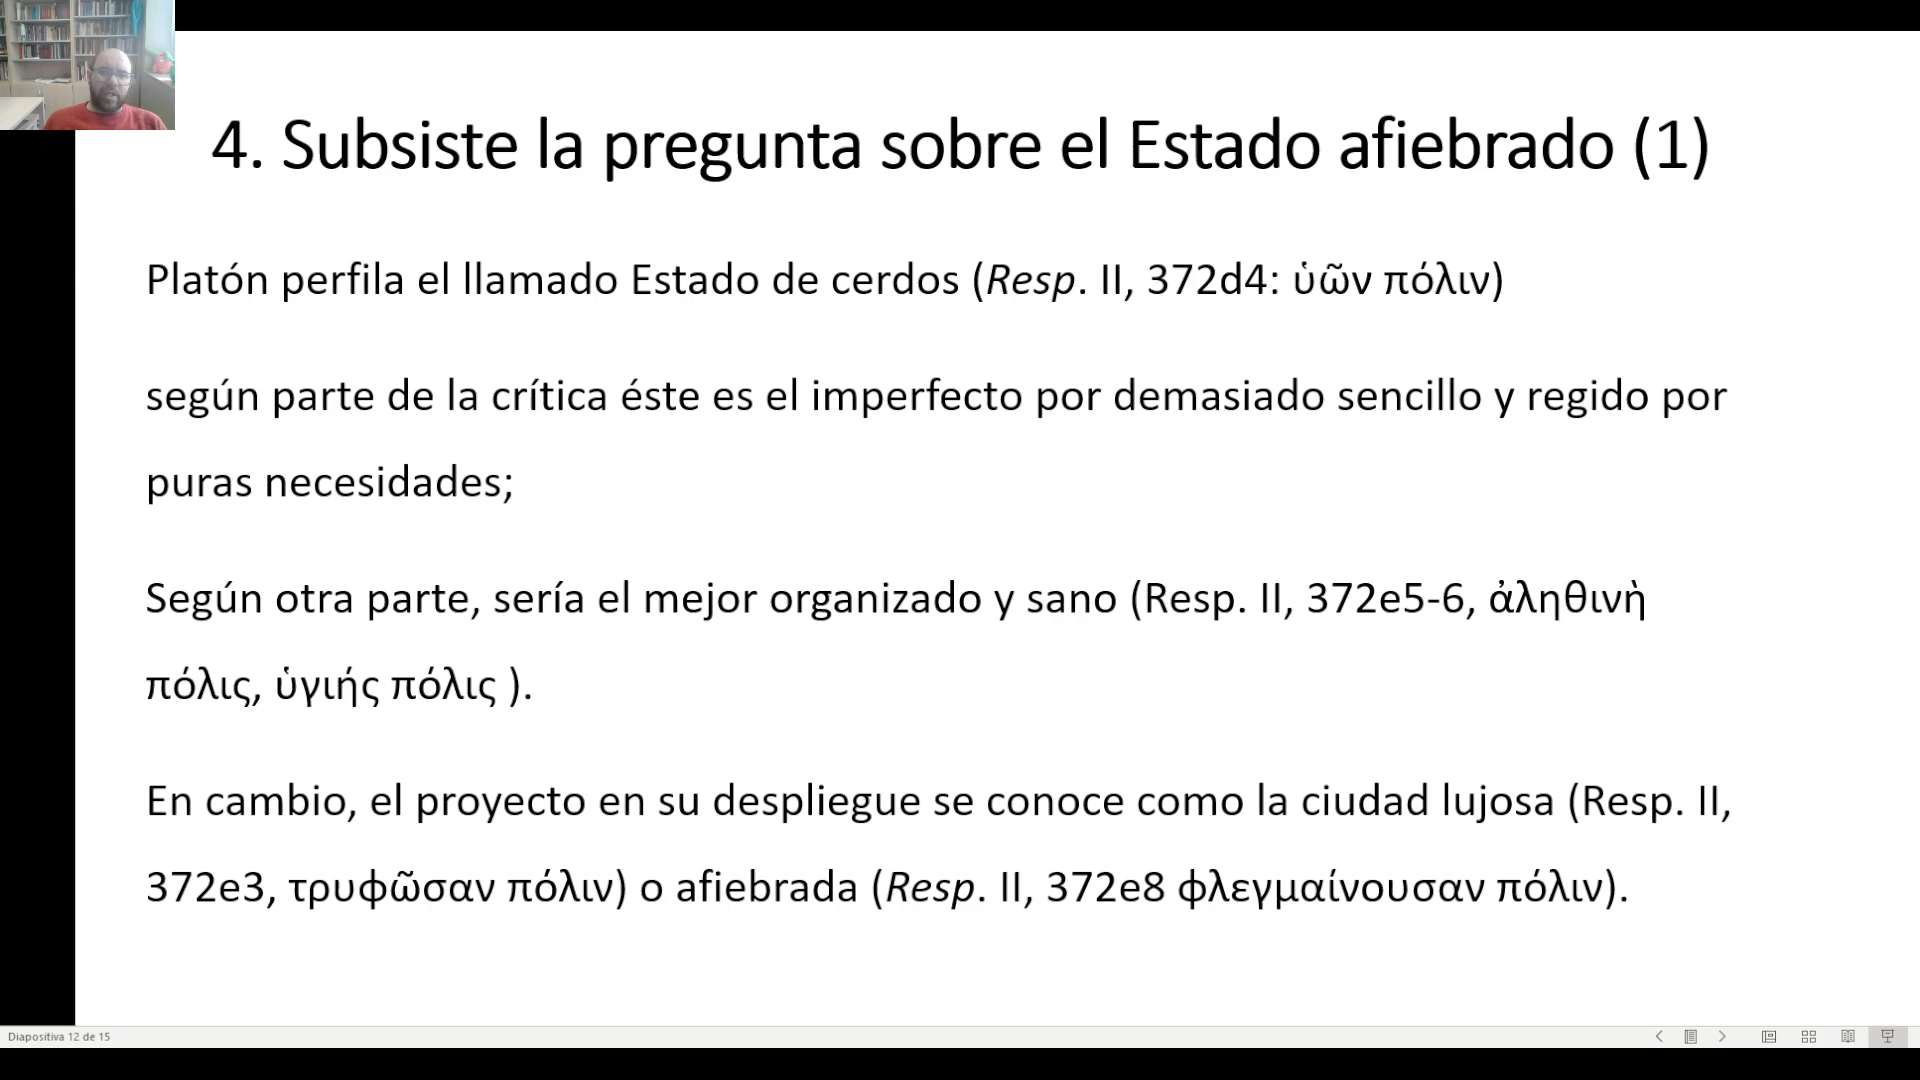 4. Subsiste la pregunta sobre el Estado afiebrado (1)
Platón perfila el llamado Estado de cerdos (Resp. II, 372d4: ὑῶν πόλιν)
según parte de la crítica éste es el imperfecto por demasiado sencillo y regido por
puras necesidades;
Según otra parte, sería el mejor organizado y sano (Resp. II, 372e5-6, ἀληθινὴ
πόλις, ὑγιής πόλις ).
En cambio, el proyecto en su despliegue se conoce como la ciudad lujosa (Resp. II,
372e3, τρυφῶσαν πόλιν) o afiebrada (Resp. II, 372e8 φλεγμαίνουσαν πόλιν).
Diapositiva 12 de 15